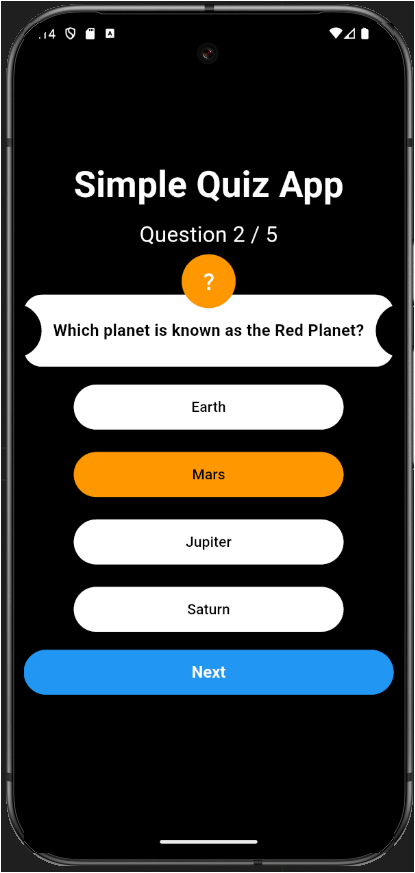 Simple Quiz App
Question 2 / 5
?
Which planet is known as the Red Planet?
Earth
Mars
Jupiter
Saturn
Next